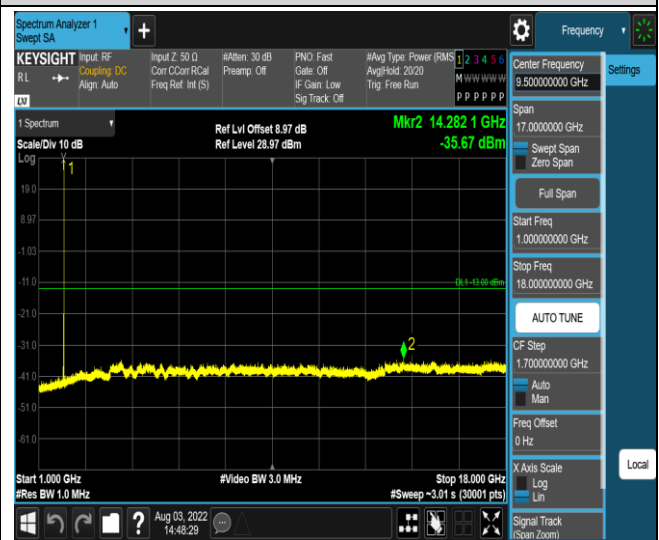 Spectrum Analyzer 1
Swept SA
+
Frequency
KEYSIGHT
RL
LXI
Input: RF
Coupling: DC
Align: Auto
Input Z: 50 Ω
Corr CCorr RCal
Freq Ref: Int (S)
#Atten: 30 dB
Preamp: Off
PNO: Fast
Gate: Off
IF Gain: Low
Sig Track: Off
#Avg Type: Power (RMS
Avg|Hold: 20/20
Trig: Free Run
1 2 3 4 5 6
M W W W W W
P P P P P P
1 Spectrum
Scale/Div 10 dB
Log
Ref Lvl Offset 8.97 dB
Ref Level 28.97 dBm
Mkr2 14.282 1 GHz
-35.67 dBm
1
19.0
8.97
-1.03
-11.0
DL1 -13.00 dBm
-21.0
-31.0
2
-41.0
-51.0
-61.0
Start 1.000 GHz
#Res BW 1.0 MHz
#Video BW 3.0 MHz
Stop 18.000 GHz
#Sweep ~3.01 s (30001 pts)
?
Aug 03, 2022
14:48:29
Center Frequency
9.500000000 GHz
Span
17.0000000 GHz
Swept Span
Zero Span
Full Span
Start Freq
1.000000000 GHz
Stop Freq
18.000000000 GHz
AUTO TUNE
CF Step
1.700000000 GHz
Auto
Man
Freq Offset
0 Hz
X Axis Scale
Log
Lin
Signal Track
(Span Zoom)
Settings
Local